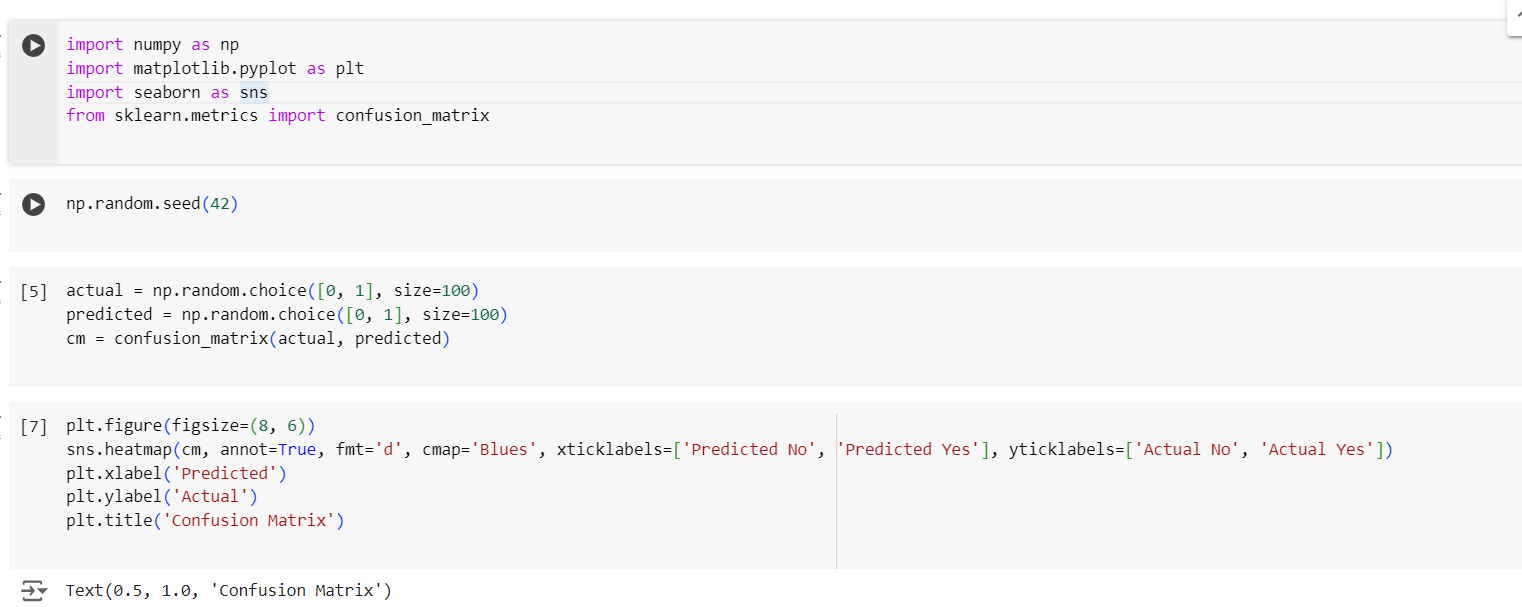 import numpy as np
import matplotlib.pyplot as plt
import seaborn as sns
from sklearn.metrics import confusion_matrix
np.random.seed(42)
[5] actual = np.random.choice([0, 1], size=100)
predicted = np.random.choice([0, 1], size=100)
cm = confusion_matrix(actual, predicted)
[7] plt.figure(figsize=(8, 6))
sns.heatmap(cm, annot=True, fmt='d', cmap='Blues', xticklabels=['Predicted No', 'Predicted Yes'], yticklabels=['Actual No', 'Actual Yes'])
plt.xlabel('Predicted')
plt.ylabel('Actual')
plt.title('Confusion Matrix')
Text(0.5, 1.0, 'Confusion Matrix')